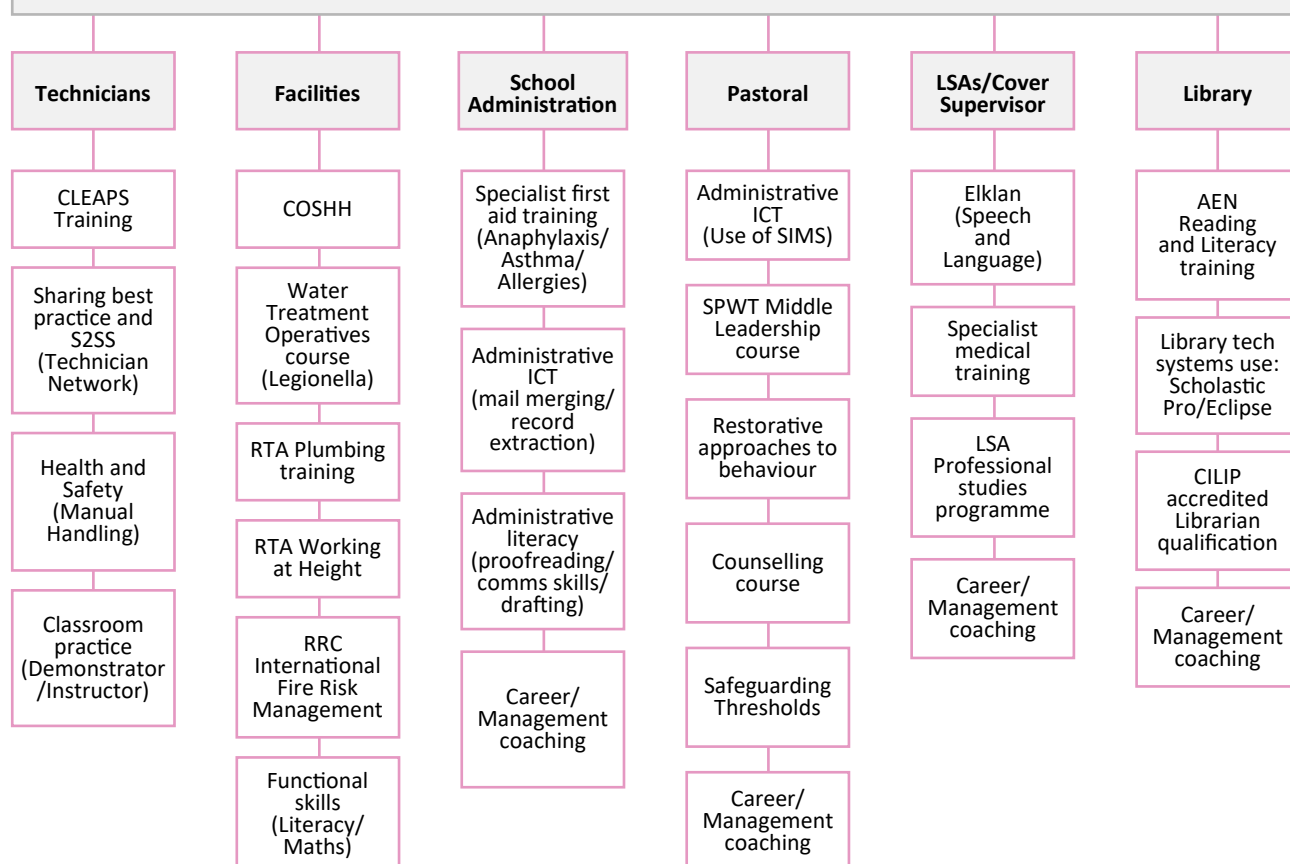 Technicians
CLEAPS
Training
Sharing best
practice and
S2SS
(Technician
Network)
Health and
Safety
(Manual
Handling)
Classroom
practice
(Demonstrator
/Instructor)
Facilities
COSHH
Water
Treatment
Operatives
course
(Legionella)
RTA Plumbing
training
RTA Working
at Height
RRC
International
Fire Risk
Management
Functional
skills
(Literacy/
Maths)
School
Administration
Specialist first
aid training
(Anaphylaxis/
Asthma/
Allergies)
Administrative
ICT
(mail merging/
record
extraction)
Administrative
literacy
(proofreading/
comms skills/
drafting)
Career/
Management
coaching
Pastoral
Administrative
ICT
(Use of SIMS)
SPWT Middle
Leadership
course
Restorative
approaches to
behaviour
Counselling
course
Safeguarding
Thresholds
Career/
Management
coaching
LSAs/Cover
Supervisor
Elklan
(Speech
and
Language)
Specialist
medical
training
LSA
Professional
studies
programme
Career/
Management
coaching
Library
AEN
Reading
and Literacy
training
Library tech
systems use:
Scholastic
Pro/Eclipse
CILIP
accredited
Librarian
qualification
Career/
Management
coaching